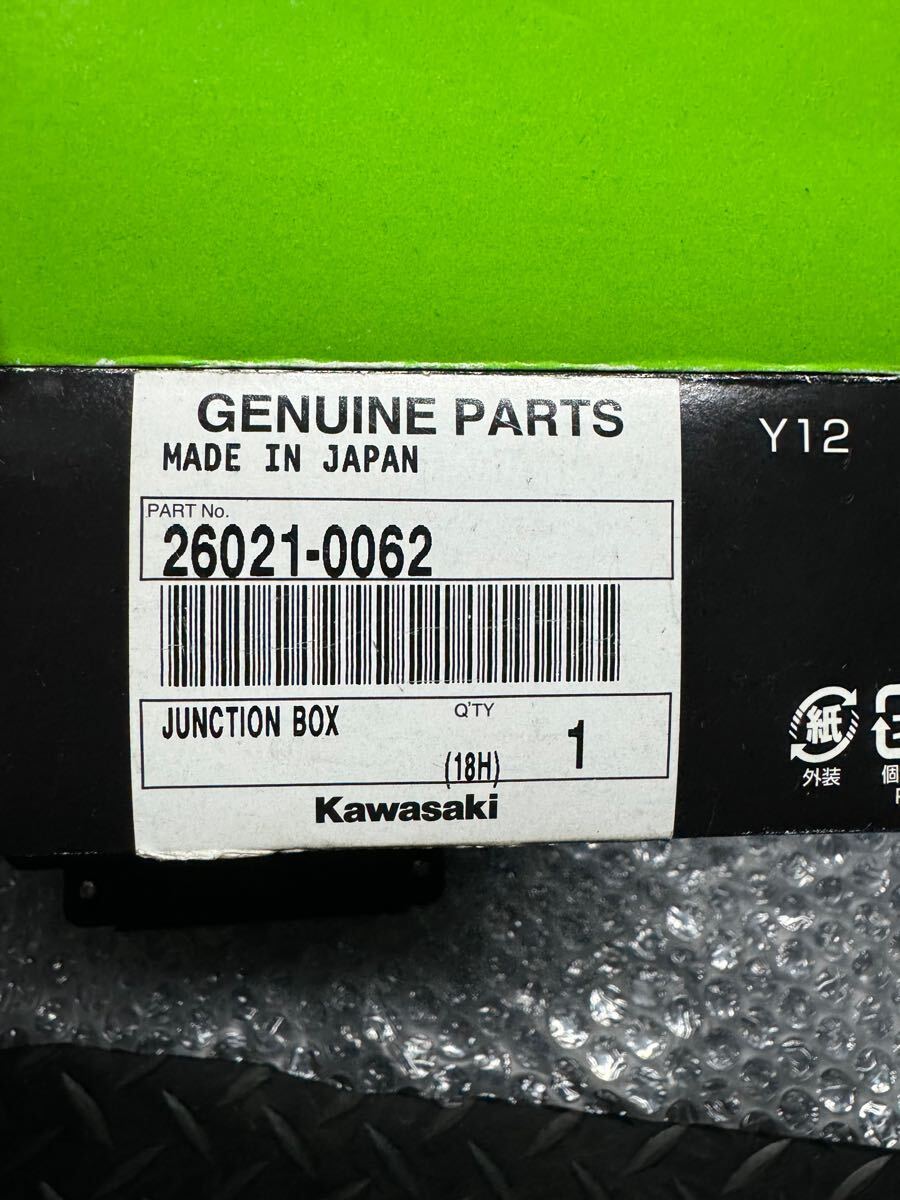 GENUINE PARTS
MADE IN JAPAN
Y12
PART No.
26021-0062
JUNCTION BOX
Q'TY
1
(18H)
Kawasaki
紙
外装
個